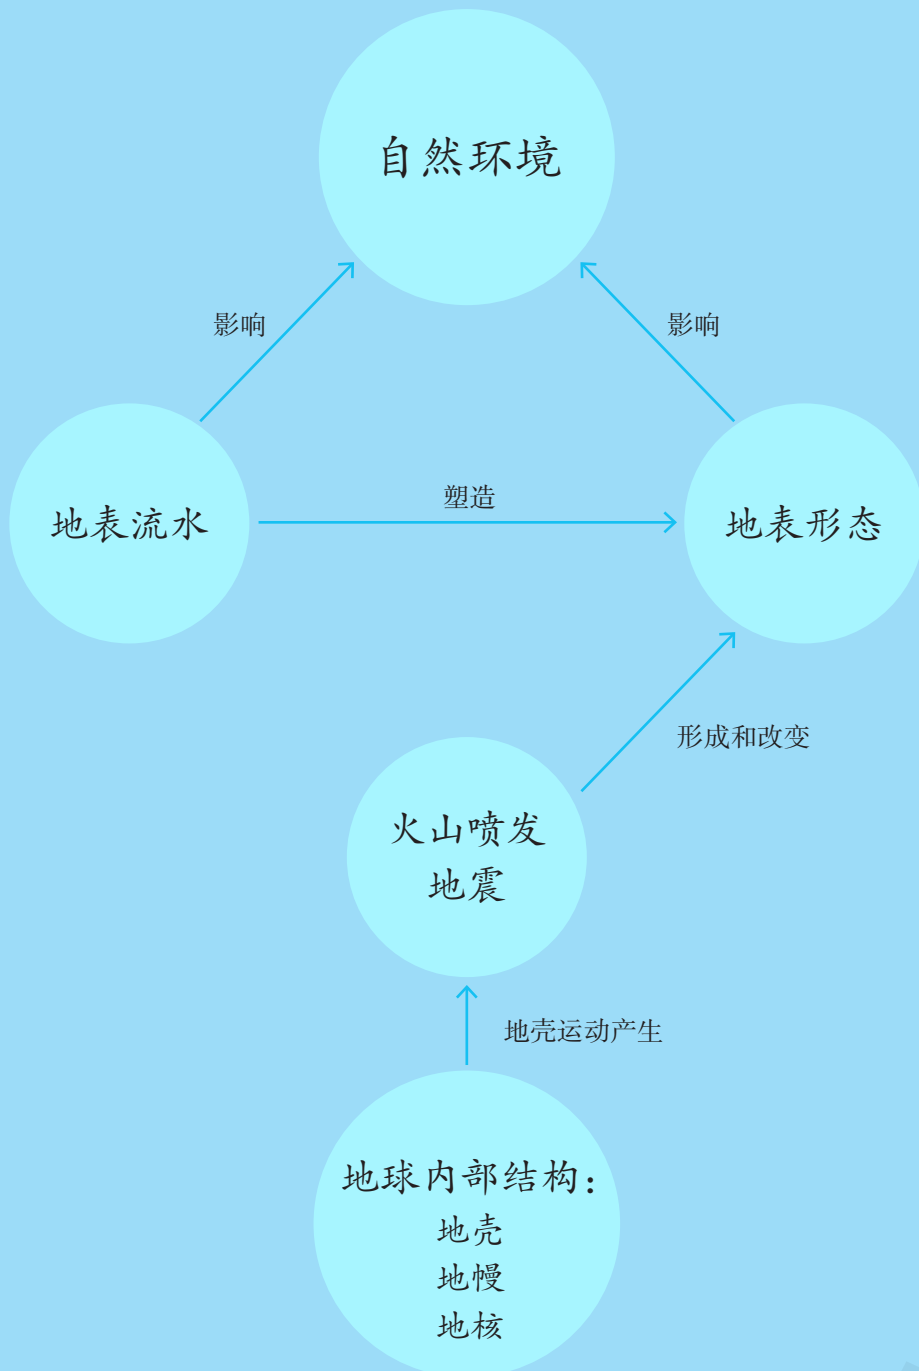 自然环境
影响
影响
地表流水
塑造
地表形态
形成和改变
火山喷发
地震
地壳运动产生
地球内部结构：
地壳
地幔
地核